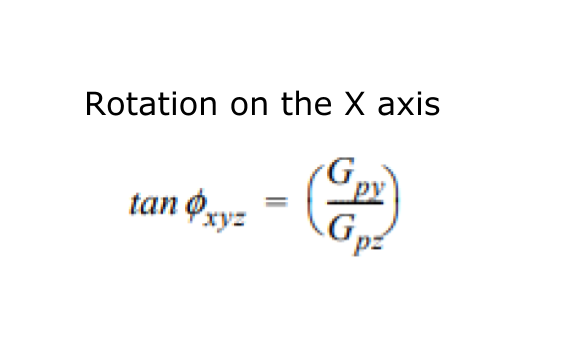 Rotation on the X axis
tan ϕxyz = (Gpy / Gpz)